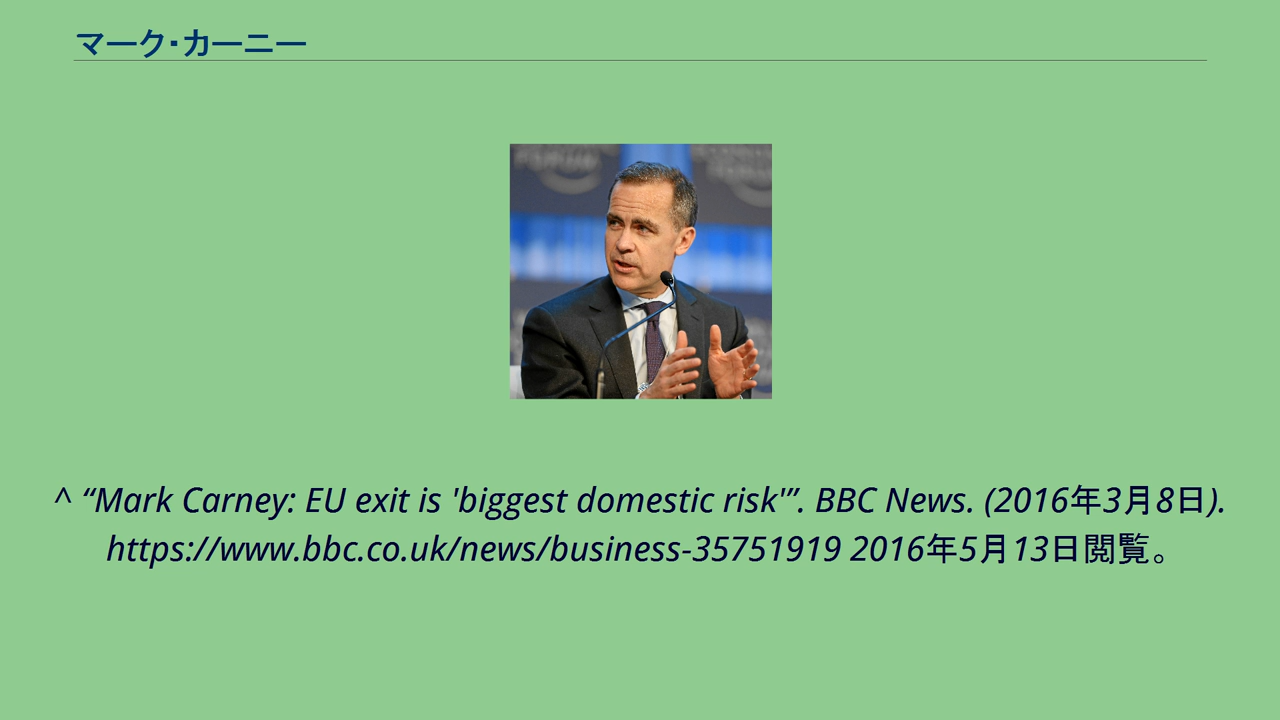 マーク・カーニー
FORUM
FORUM
^ “Mark Carney: EU exit is 'biggest domestic risk'”. BBC News. (2016年3月8日).
https://www.bbc.co.uk/news/business-35751919 2016年5月13日閲覧。